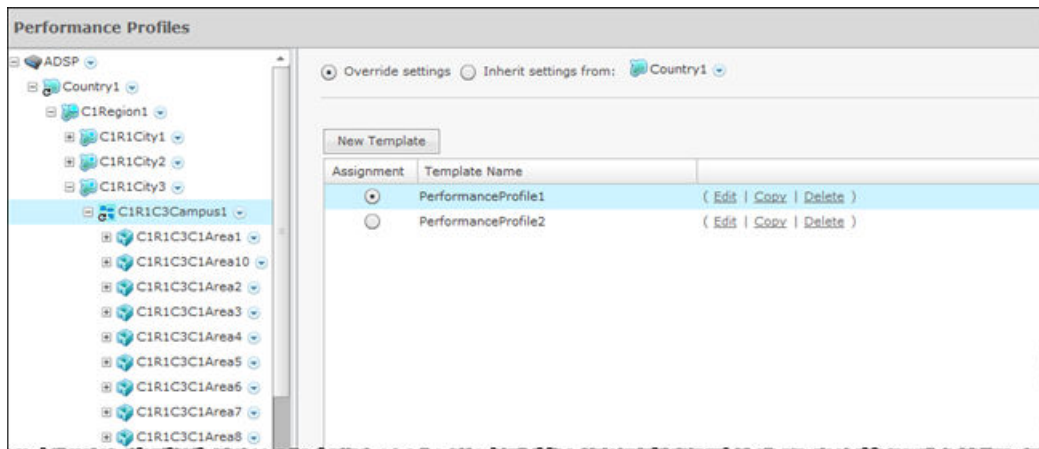 Performance Profiles
ADSP
Country1
C1Region1
C1R1City1
C1R1City2
C1R1City3
C1R1C3Campus1
C1R1C3C1Area1
C1R1C3C1Area10
C1R1C3C1Area2
C1R1C3C1Area3
C1R1C3C1Area4
C1R1C3C1Area5
C1R1C3C1Area6
C1R1C3C1Area7
C1R1C3C1Area8
Override settings Inherit settings from: Country1
New Template
Assignment Template Name
PerformanceProfile1 ( Edit | Copy | Delete )
PerformanceProfile2 ( Edit | Copy | Delete )